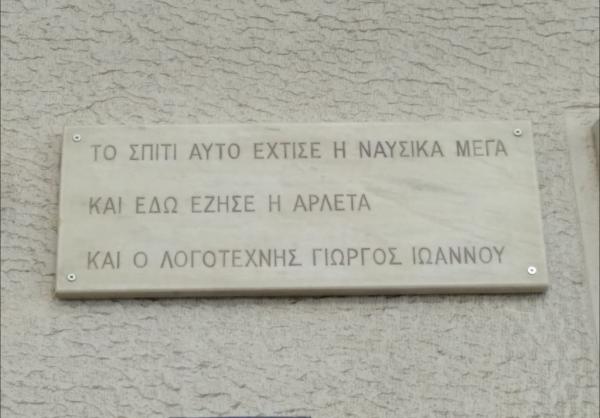 ΤΟ ΣΠΙΤΙ ΑΥΤΟ ΕΧΤΙΣΕ Η ΝΑΥΣΙΚΑ ΜΕΓΑ
ΚΑΙ ΕΔΩ ΕΖΗΣΕ Η ΑΡΛΕΤΑ
ΚΑΙ Ο ΛΟΓΟΤΕΧΝΗΣ ΓΙΩΡΓΟΣ ΙΩΑΝΝΟΥ